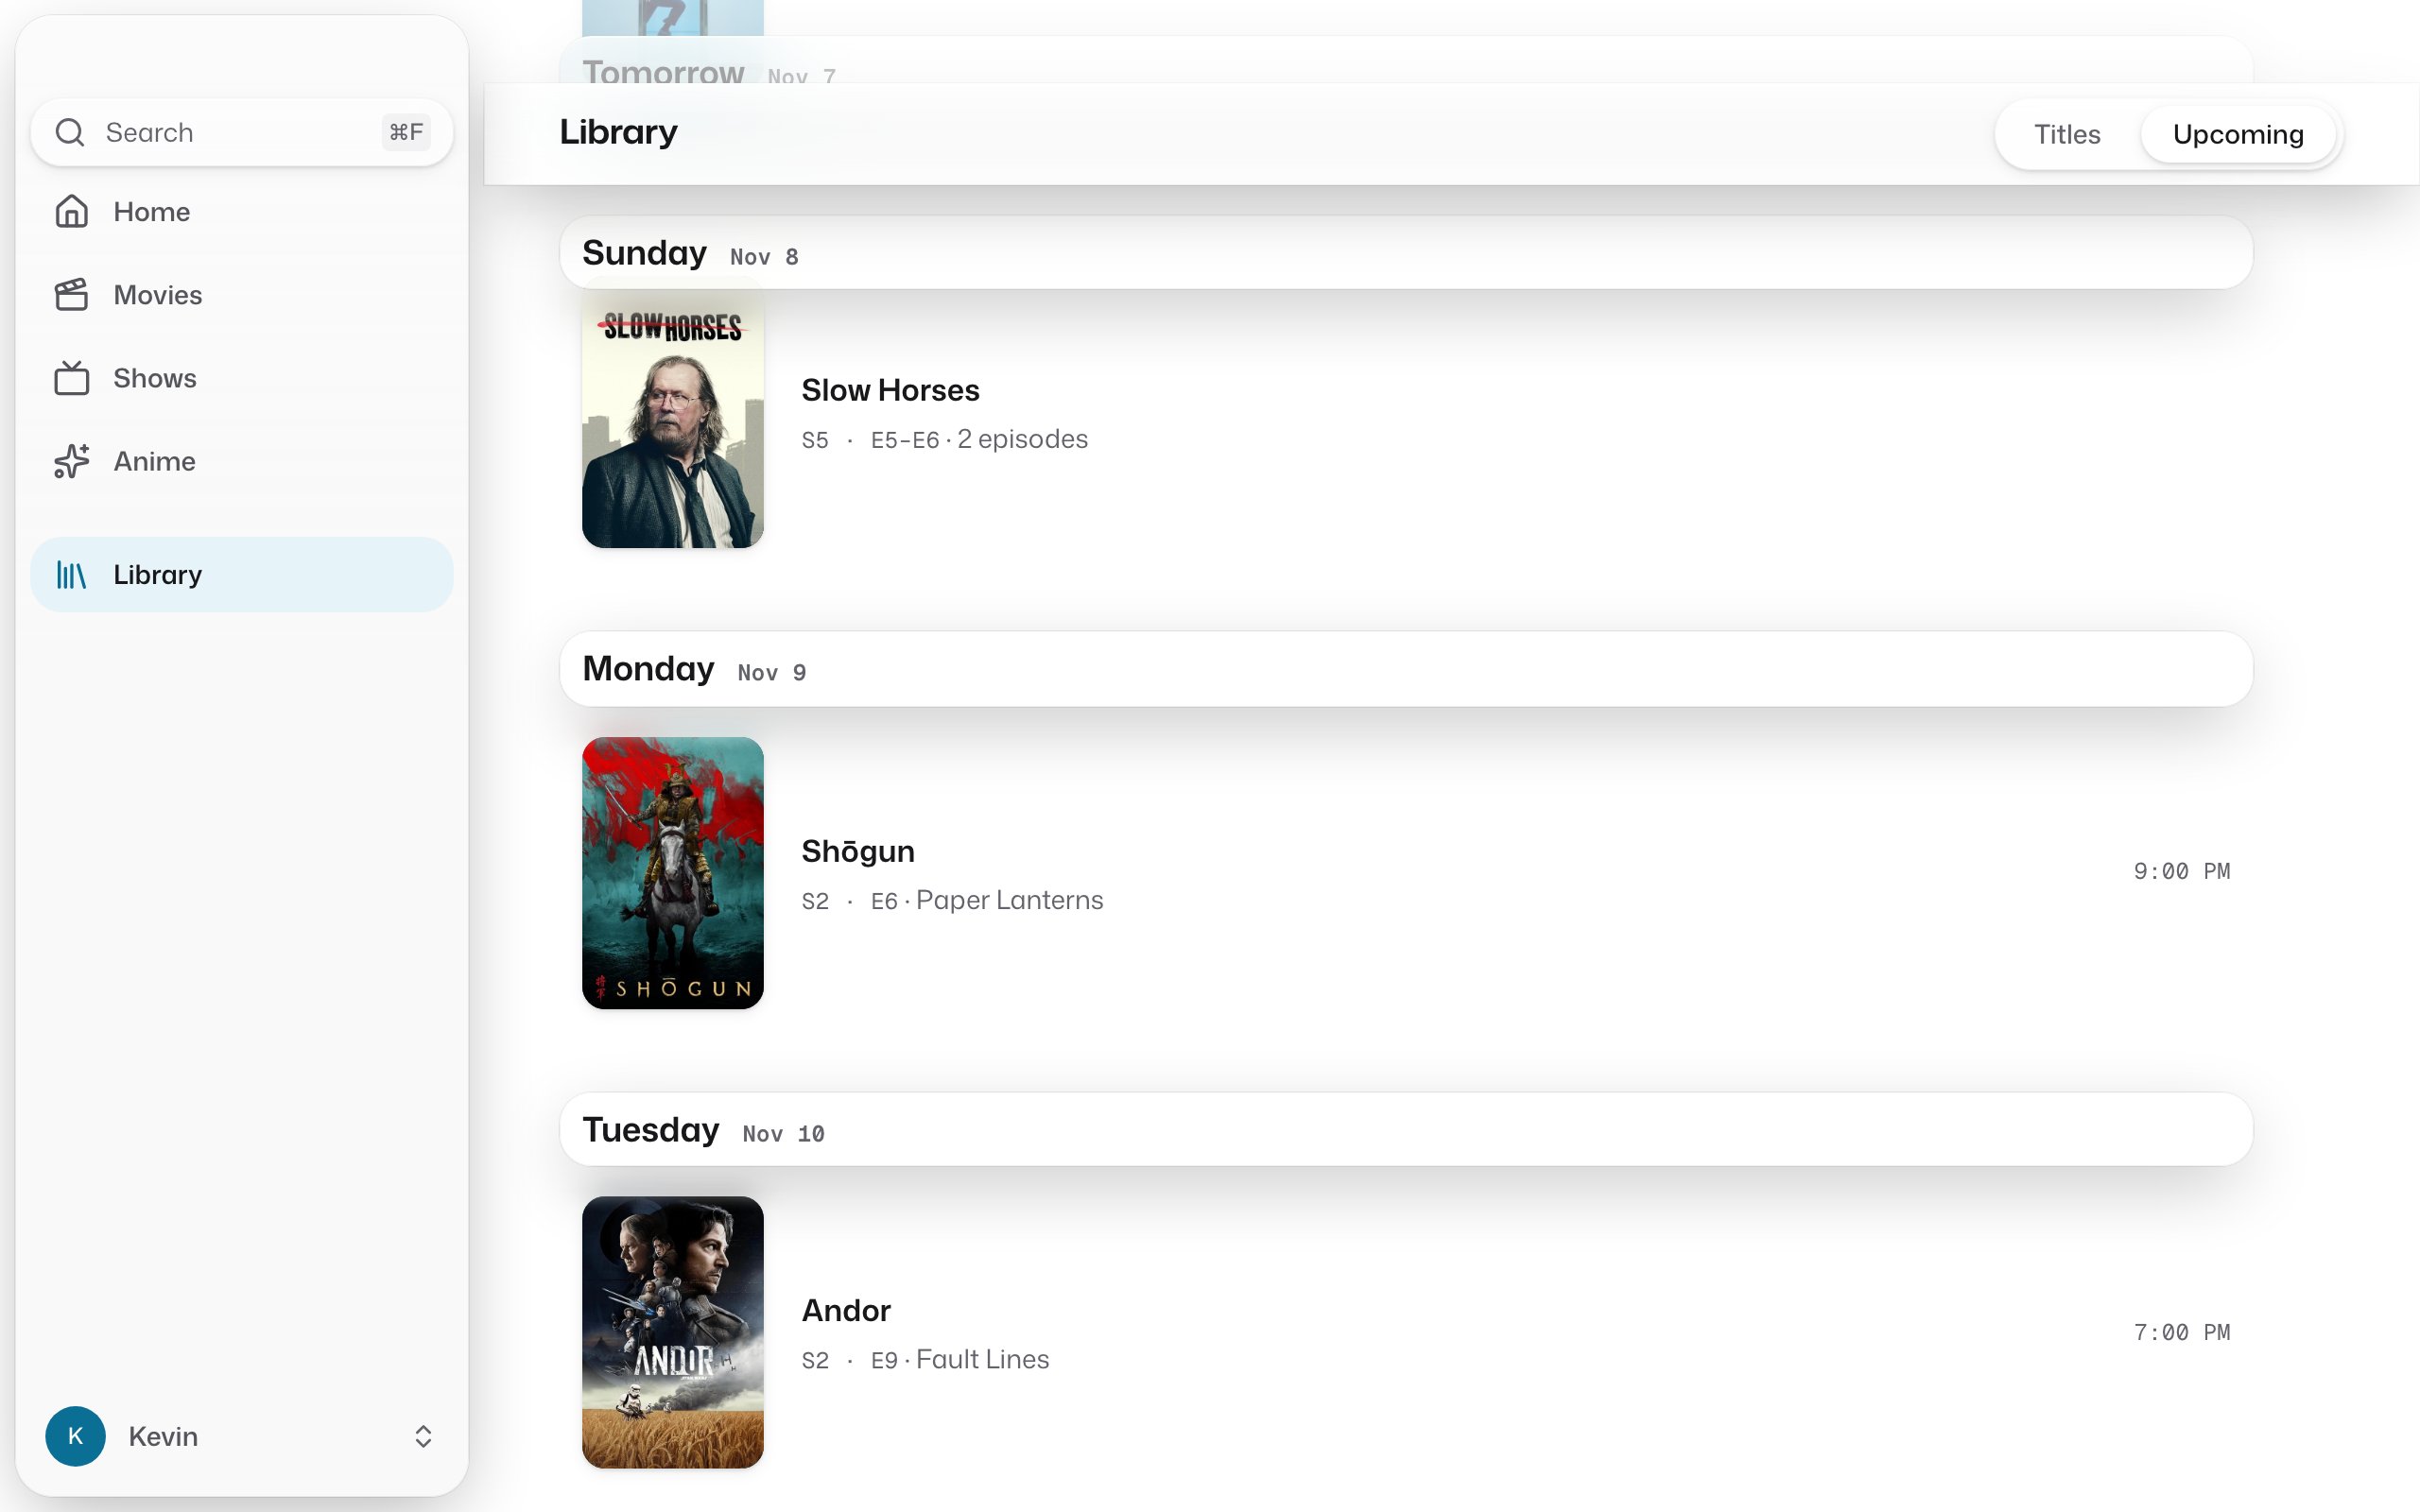 Search ⌘F
Home
Movies
Shows
Anime
Library
K Kevin
Tomorrow Nov 7
Library
Titles Upcoming
Sunday Nov 8
SLOW HORSES
Slow Horses
S5 · E5–E6 · 2 episodes
Monday Nov 9
将軍 SHŌGUN
Shōgun
S2 · E6 · Paper Lanterns
9:00 PM
Tuesday Nov 10
ANDOR
Andor
S2 · E9 · Fault Lines
7:00 PM